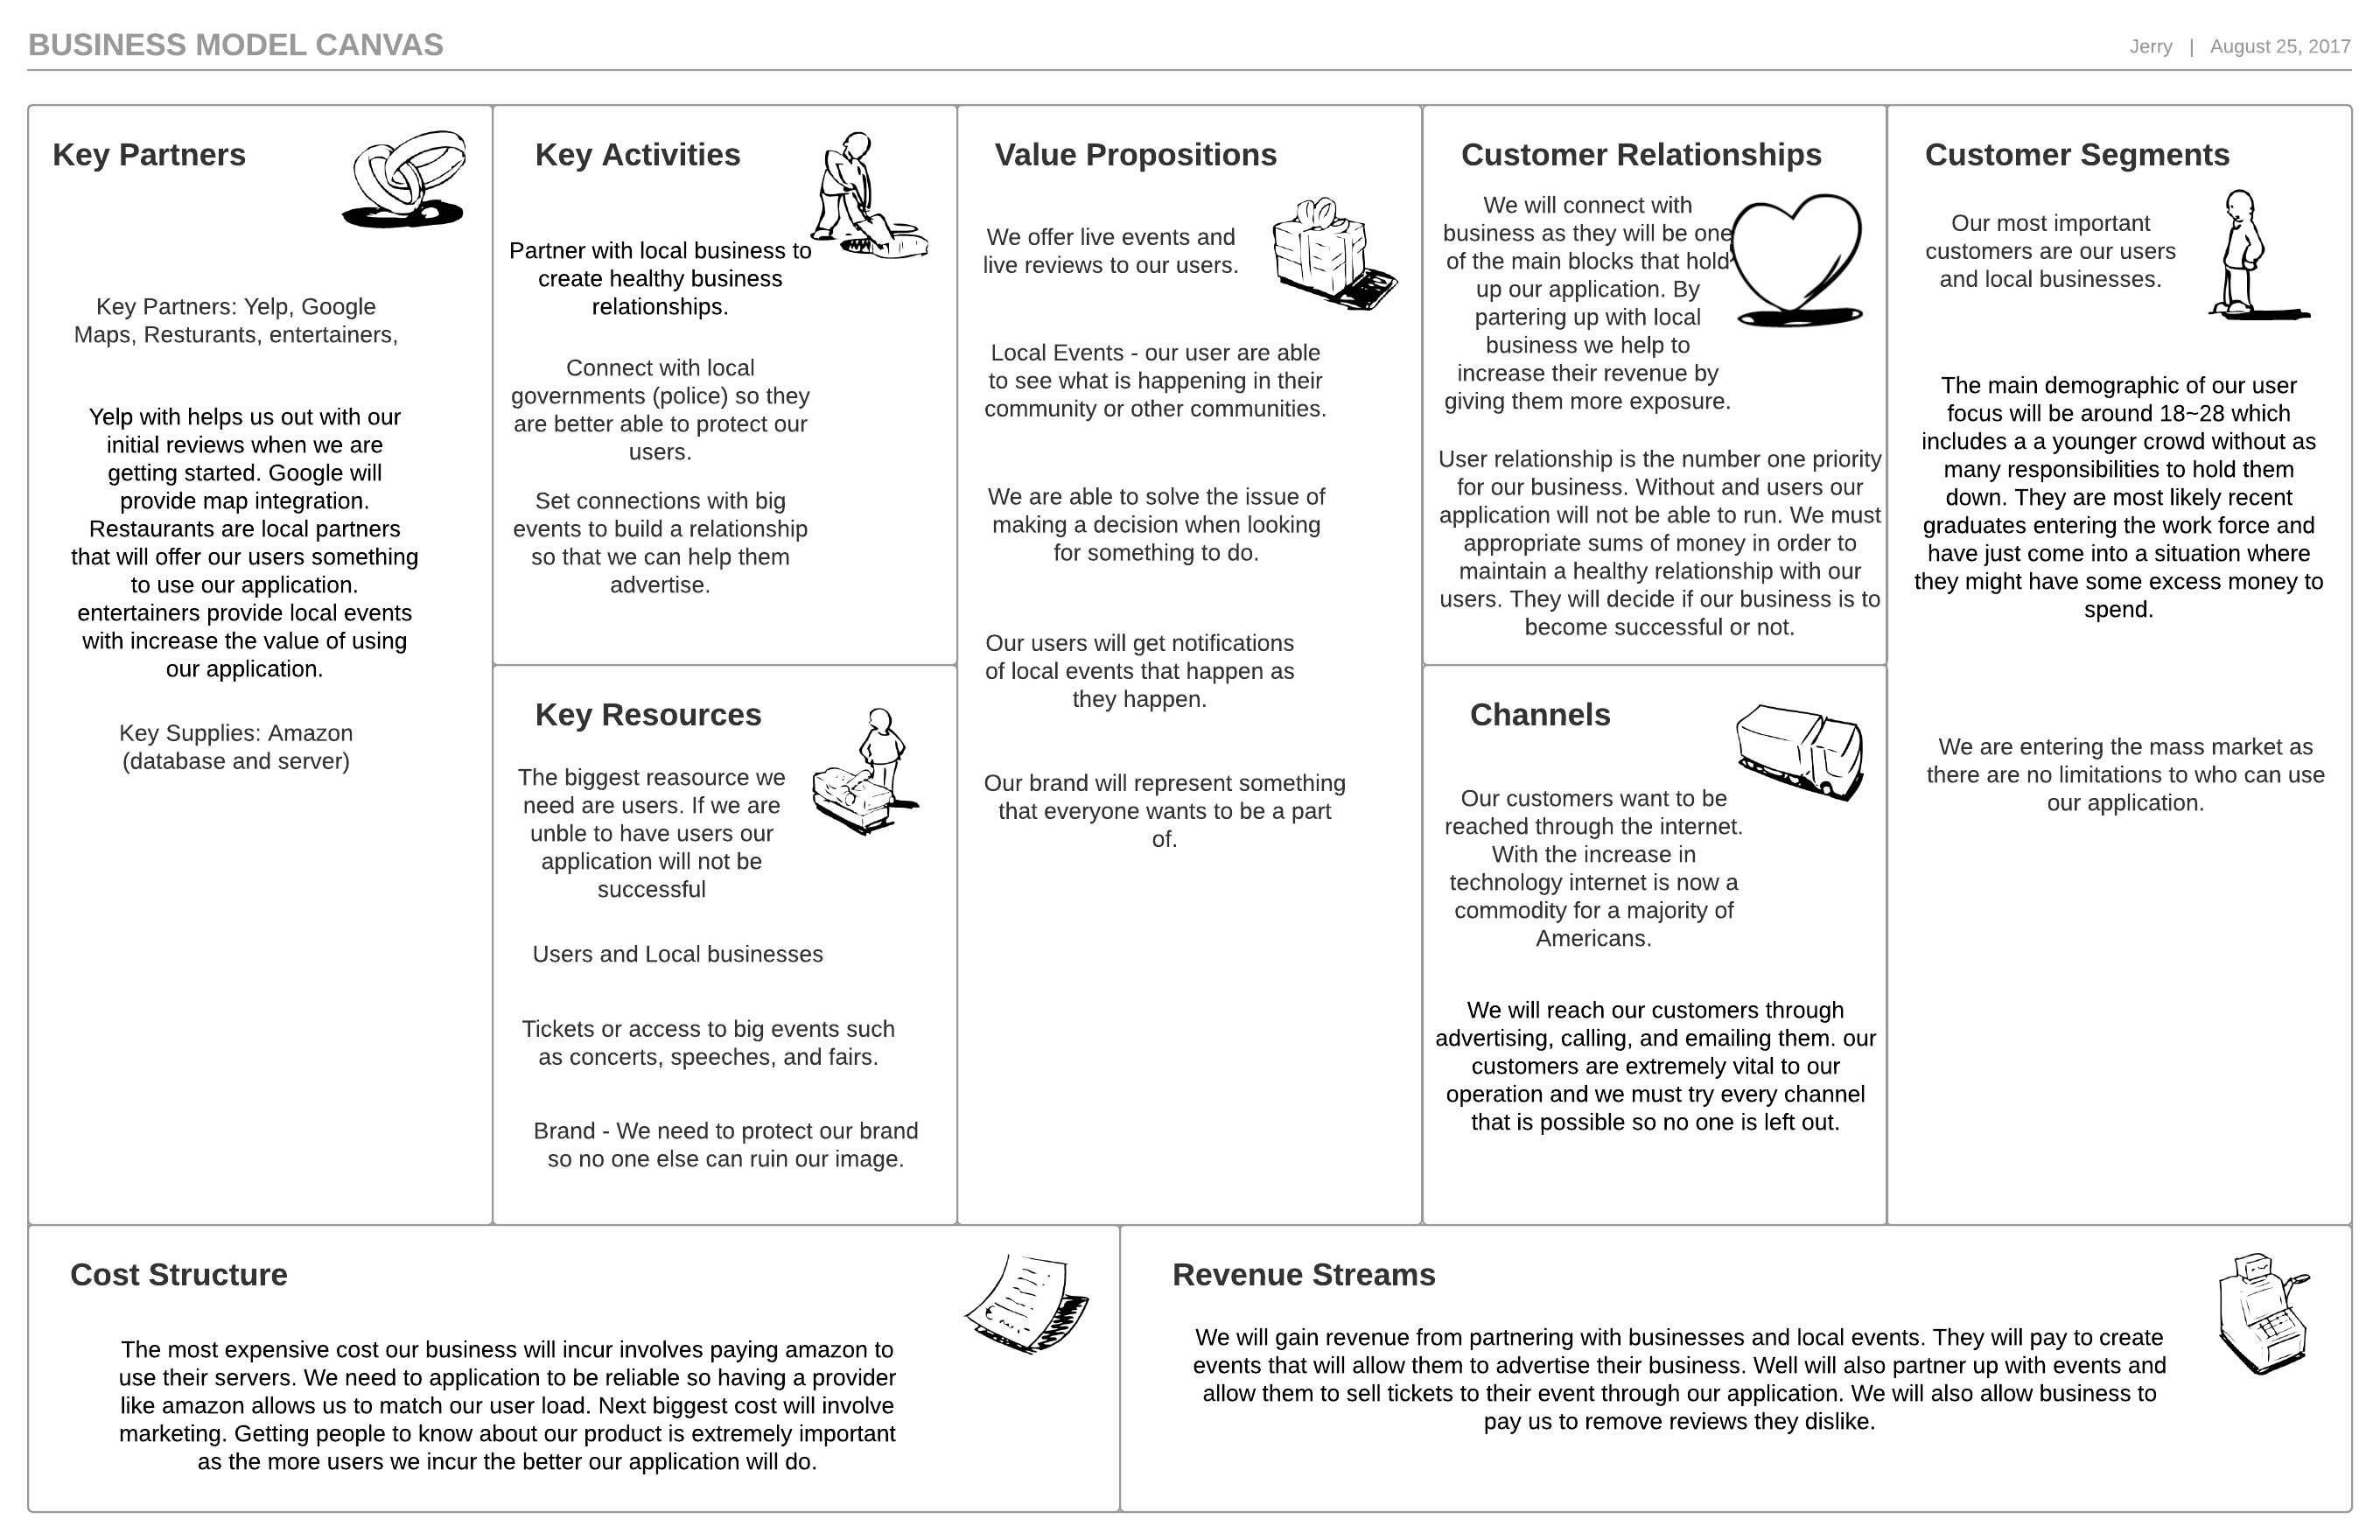 BUSINESS MODEL CANVAS
Jerry | August 25, 2017
Key Partners
Key Partners: Yelp, Google
Maps, Resturants, entertainers,
Yelp with helps us out with our
initial reviews when we are
getting started. Google will
provide map integration.
Restaurants are local partners
that will offer our users something
to use our application.
entertainers provide local events
with increase the value of using
our application.
Key Supplies: Amazon
(database and server)
Key Activities
Partner with local business to
create healthy business
relationships.
Connect with local
governments (police) so they
are better able to protect our
users.
Set connections with big
events to build a relationship
so that we can help them
advertise.
Key Resources
The biggest reasource we
need are users. If we are
unble to have users our
application will not be
successful
Users and Local businesses
Tickets or access to big events such
as concerts, speeches, and fairs.
Brand - We need to protect our brand
so no one else can ruin our image.
Value Propositions
We offer live events and
live reviews to our users.
Local Events - our user are able
to see what is happening in their
community or other communities.
We are able to solve the issue of
making a decision when looking
for something to do.
Our users will get notifications
of local events that happen as
they happen.
Our brand will represent something
that everyone wants to be a part
of.
Customer Relationships
We will connect with
business as they will be one
of the main blocks that hold
up our application. By
partering up with local
business we help to
increase their revenue by
giving them more exposure.
User relationship is the number one priority
for our business. Without and users our
application will not be able to run. We must
appropriate sums of money in order to
maintain a healthy relationship with our
users. They will decide if our business is to
become successful or not.
Channels
Our customers want to be
reached through the internet.
With the increase in
technology internet is now a
commodity for a majority of
Americans.
We will reach our customers through
advertising, calling, and emailing them. our
customers are extremely vital to our
operation and we must try every channel
that is possible so no one is left out.
Customer Segments
Our most important
customers are our users
and local businesses.
The main demographic of our user
focus will be around 18~28 which
includes a a younger crowd without as
many responsibilities to hold them
down. They are most likely recent
graduates entering the work force and
have just come into a situation where
they might have some excess money to
spend.
We are entering the mass market as
there are no limitations to who can use
our application.
Cost Structure
The most expensive cost our business will incur involves paying amazon to
use their servers. We need to application to be reliable so having a provider
like amazon allows us to match our user load. Next biggest cost will involve
marketing. Getting people to know about our product is extremely important
as the more users we incur the better our application will do.
Revenue Streams
We will gain revenue from partnering with businesses and local events. They will pay to create
events that will allow them to advertise their business. Well will also partner up with events and
allow them to sell tickets to their event through our application. We will also allow business to
pay us to remove reviews they dislike.